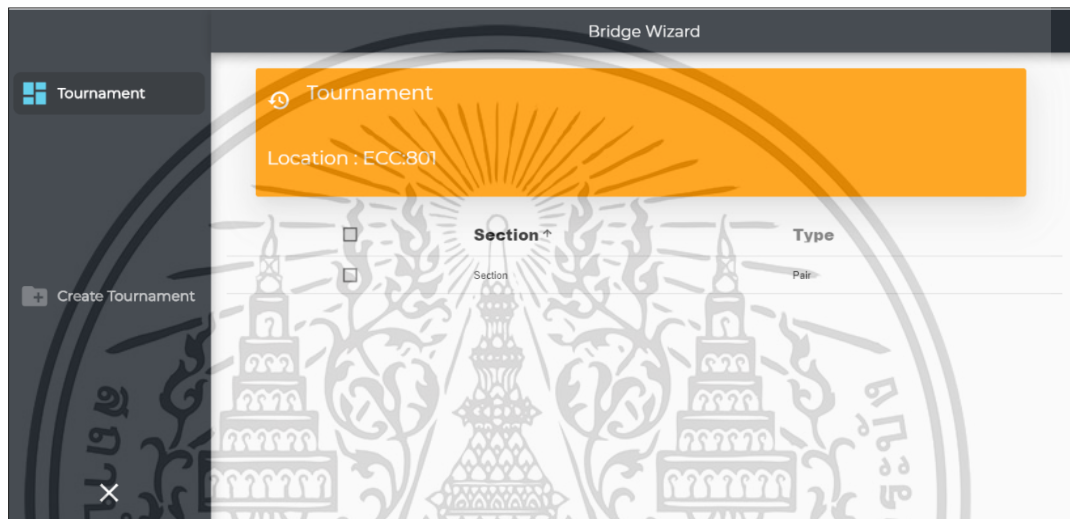 Bridge Wizard
Tournament
Tournament
Location : ECC:801
Section ↑ Type
Section Pair
Create Tournament